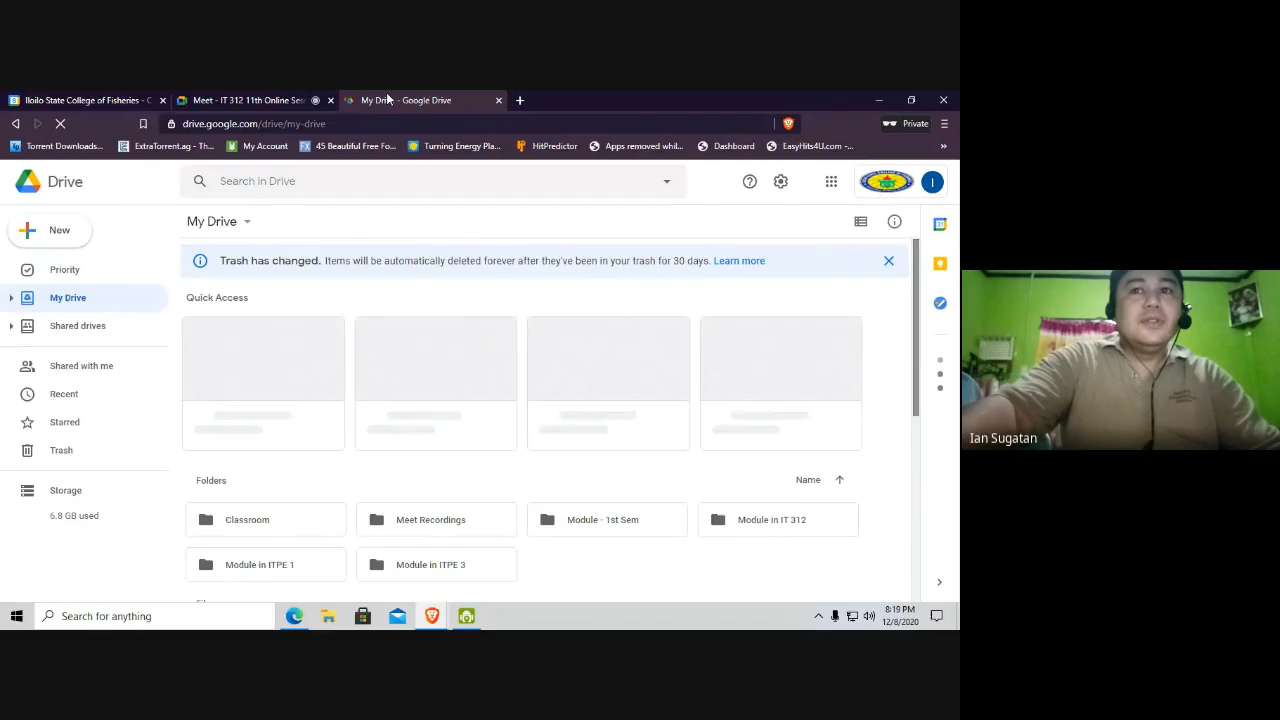 Iloilo State College of Fisheries - C
Meet - IT 312 11th Online Ses
My Dri - Google Drive
drive.google.com/drive/my-drive
Private
Torrent Downloads...
ExtraTorrent.ag - Th...
My Account
45 Beautiful Free Fo...
Turning Energy Pla...
HitPredictor
Apps removed whil...
Dashboard
EasyHits4U.com -...
»
Drive
Search in Drive
I
New
My Drive
Trash has changed. Items will be automatically deleted forever after they've been in your trash for 30 days. Learn more
Priority
Quick Access
My Drive
Shared drives
Shared with me
Recent
Starred
Trash
Storage
6.8 GB used
Folders
Name
Classroom
Meet Recordings
Module - 1st Sem
Module in IT 312
Module in ITPE 1
Module in ITPE 3
Ian Sugatan
Search for anything
8:19 PM
12/8/2020